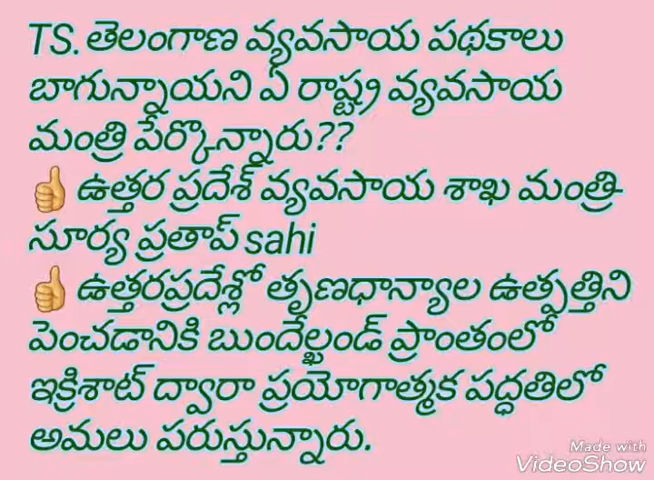 TS. తెలంగాణ వ్యవసాయ పథకాలు
బాగున్నాయని ఏ రాష్ట్ర వ్యవసాయ
మంత్రి పేర్కొన్నారు??
👍 ఉత్తర ప్రదేశ్ వ్యవసాయ శాఖ మంత్రి-
సూర్య ప్రతాప్ sahi
👍 ఉత్తరప్రదేశ్లో తృణధాన్యాల ఉత్పత్తిని
పెంచడానికి బుందేల్ఖండ్ ప్రాంతంలో
ఇక్రిశాట్ ద్వారా ప్రయోగాత్మక పద్ధతిలో
అమలు పరుస్తున్నారు.
Made with
VideoShow